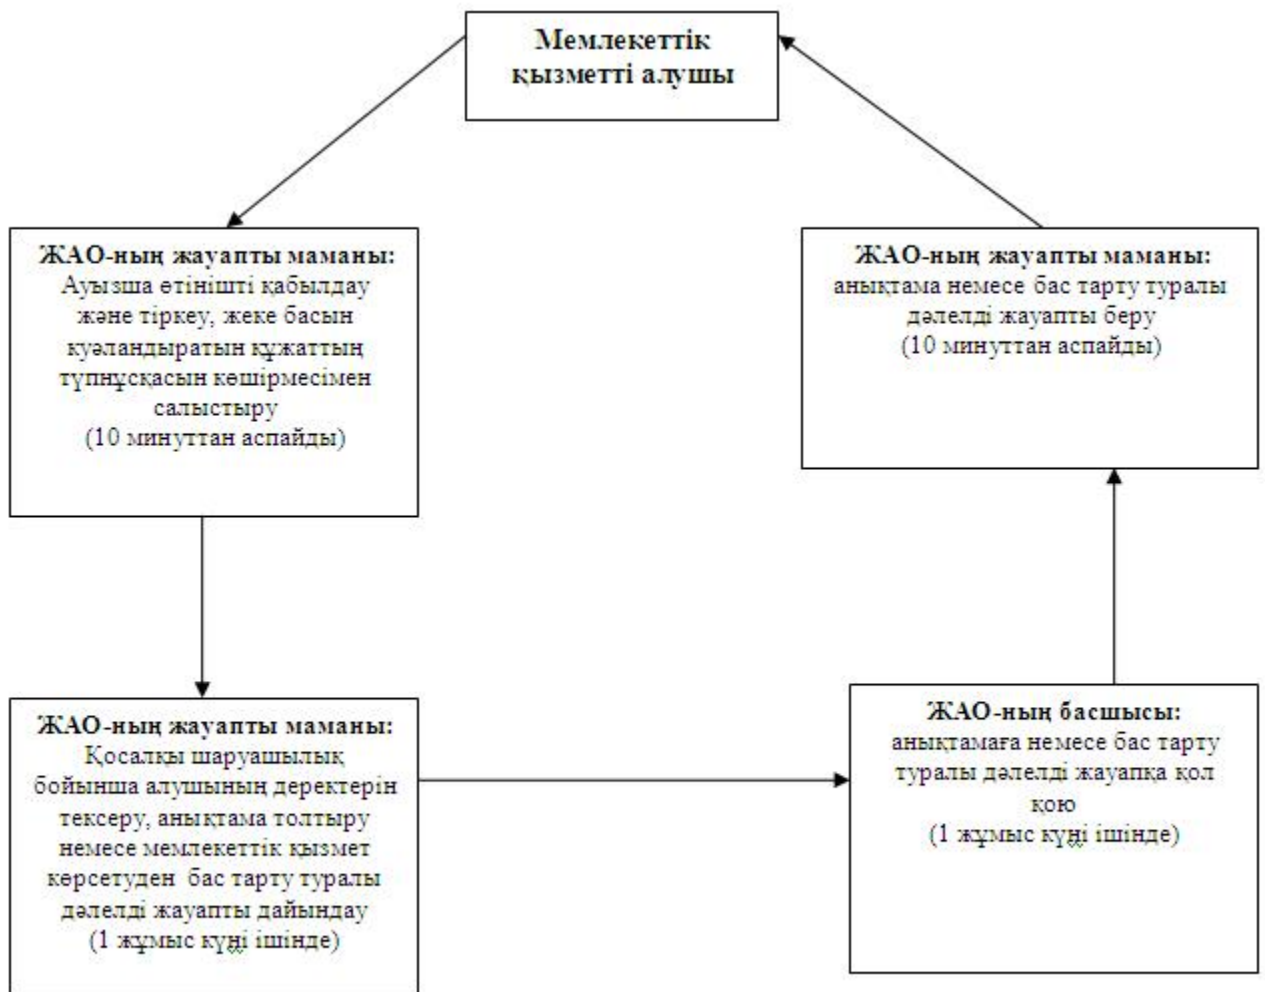 Мемлекеттік
қызметті алушы
ЖАО-ның жауапты маманы:
Ауызша өтінішті қабылдау
және тіркеу, жеке басын
куәландыратын құжаттың
түпнұсқасын көшірмесімен
салыстыру
(10 минуттан аспайды)
ЖАО-ның жауапты маманы:
Қосалқы шаруашылық
бойынша алушының деректерін
тексеру, анықтама толтыру
немесе мемлекеттік қызмет
көрсетуден бас тарту туралы
дәлелді жауапты дайындау
(1 жұмыс күңі ішінде)
ЖАО-ның басшысы:
анықтамаға немесе бас тарту
туралы дәлелді жауапқа қол
қою
(1 жұмыс күңі ішінде)
ЖАО-ның жауапты маманы:
анықтама немесе бас тарту туралы
дәлелді жауапты беру
(10 минуттан аспайды)